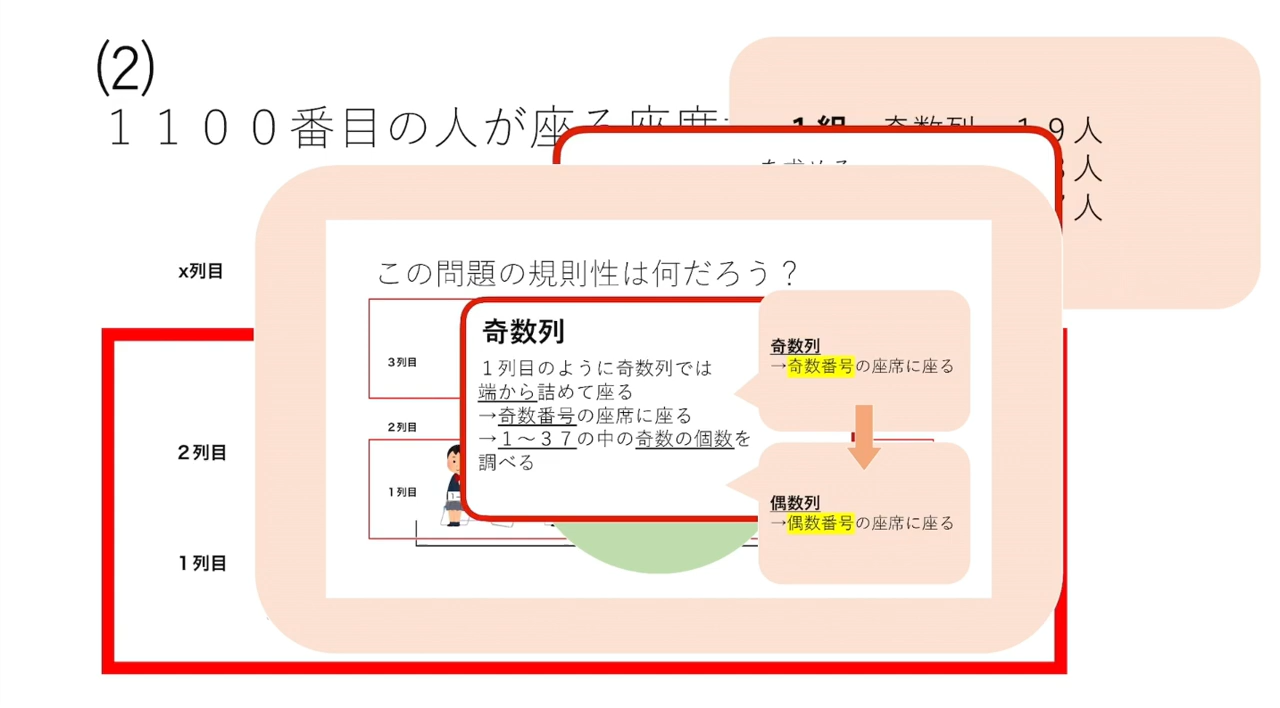 (2)
１１００番目の人が座る座席
１組 奇数列 １９人
人
人
を求める
x列目
２列目
１列目
この問題の規則性は何だろう？
３列目
２列目
１列目
奇数列
１列目のように奇数列では
端から詰めて座る
→奇数番号の座席に座る
→１～３７の中の奇数の個数を
調べる
奇数列
→奇数番号の座席に座る
偶数列
→偶数番号の座席に座る